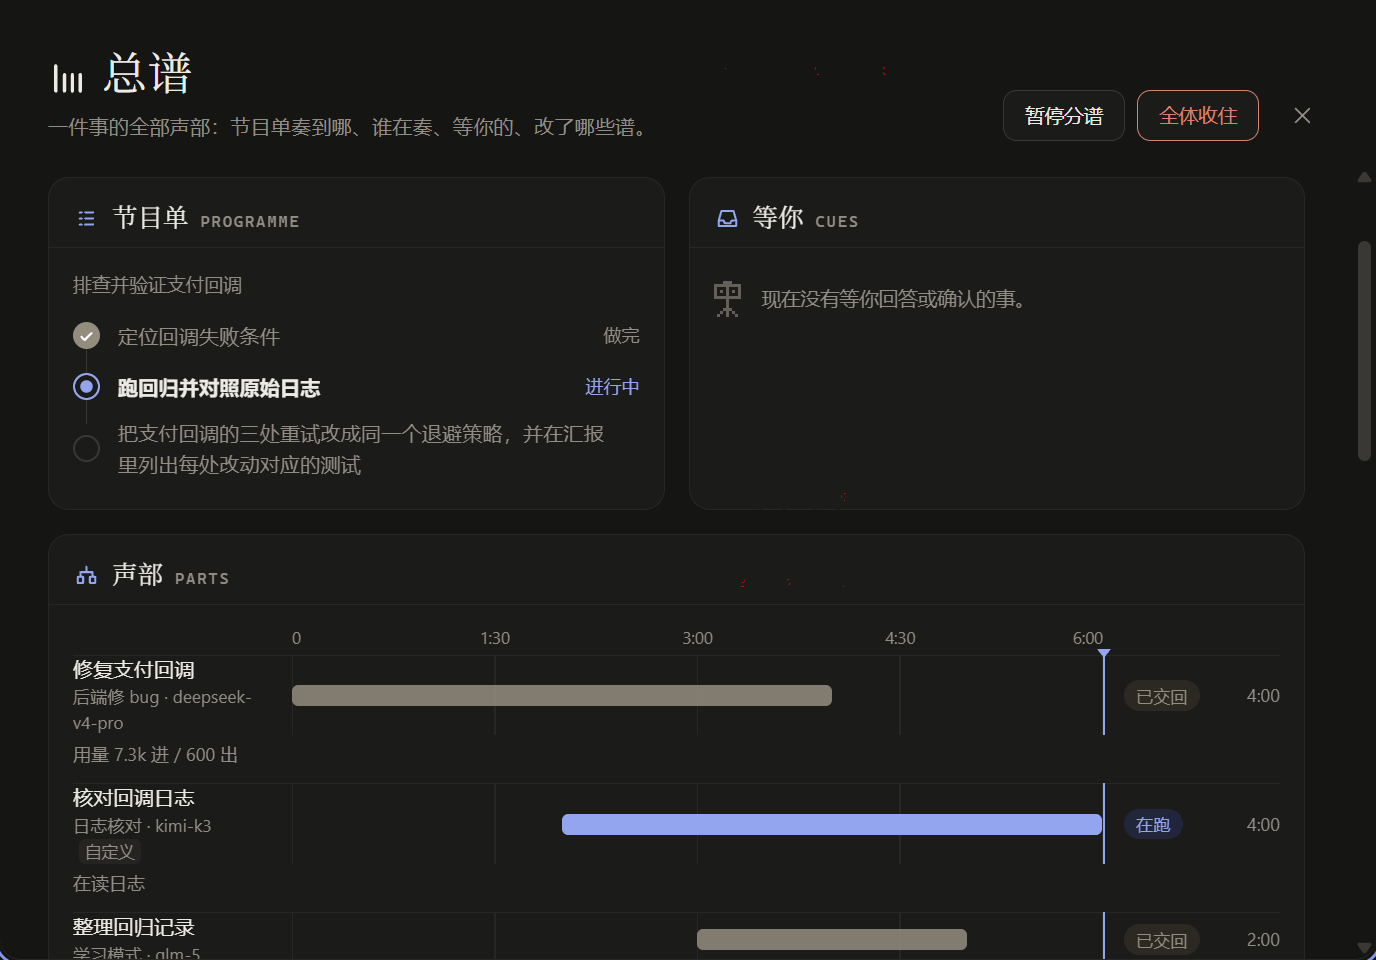 总谱
一件事的全部声部：节目单奏到哪、谁在奏、等你的、改了哪些谱。
暂停分谱
全体收住
节目单 PROGRAMME
排查并验证支付回调
定位回调失败条件 做完
跑回归并对照原始日志 进行中
把支付回调的三处重试改成同一个退避策略，并在汇报
里列出每处改动对应的测试
等你 CUES
现在没有等你回答或确认的事。
声部 PARTS
0 1:30 3:00 4:30 6:00
修复支付回调
后端修 bug · deepseek-
v4-pro
用量 7.3k 进 / 600 出
已交回 4:00
核对回调日志
日志核对 · kimi-k3
自定义
在读日志
在跑 4:00
整理回归记录
学习模式 · glm-5
已交回 2:00